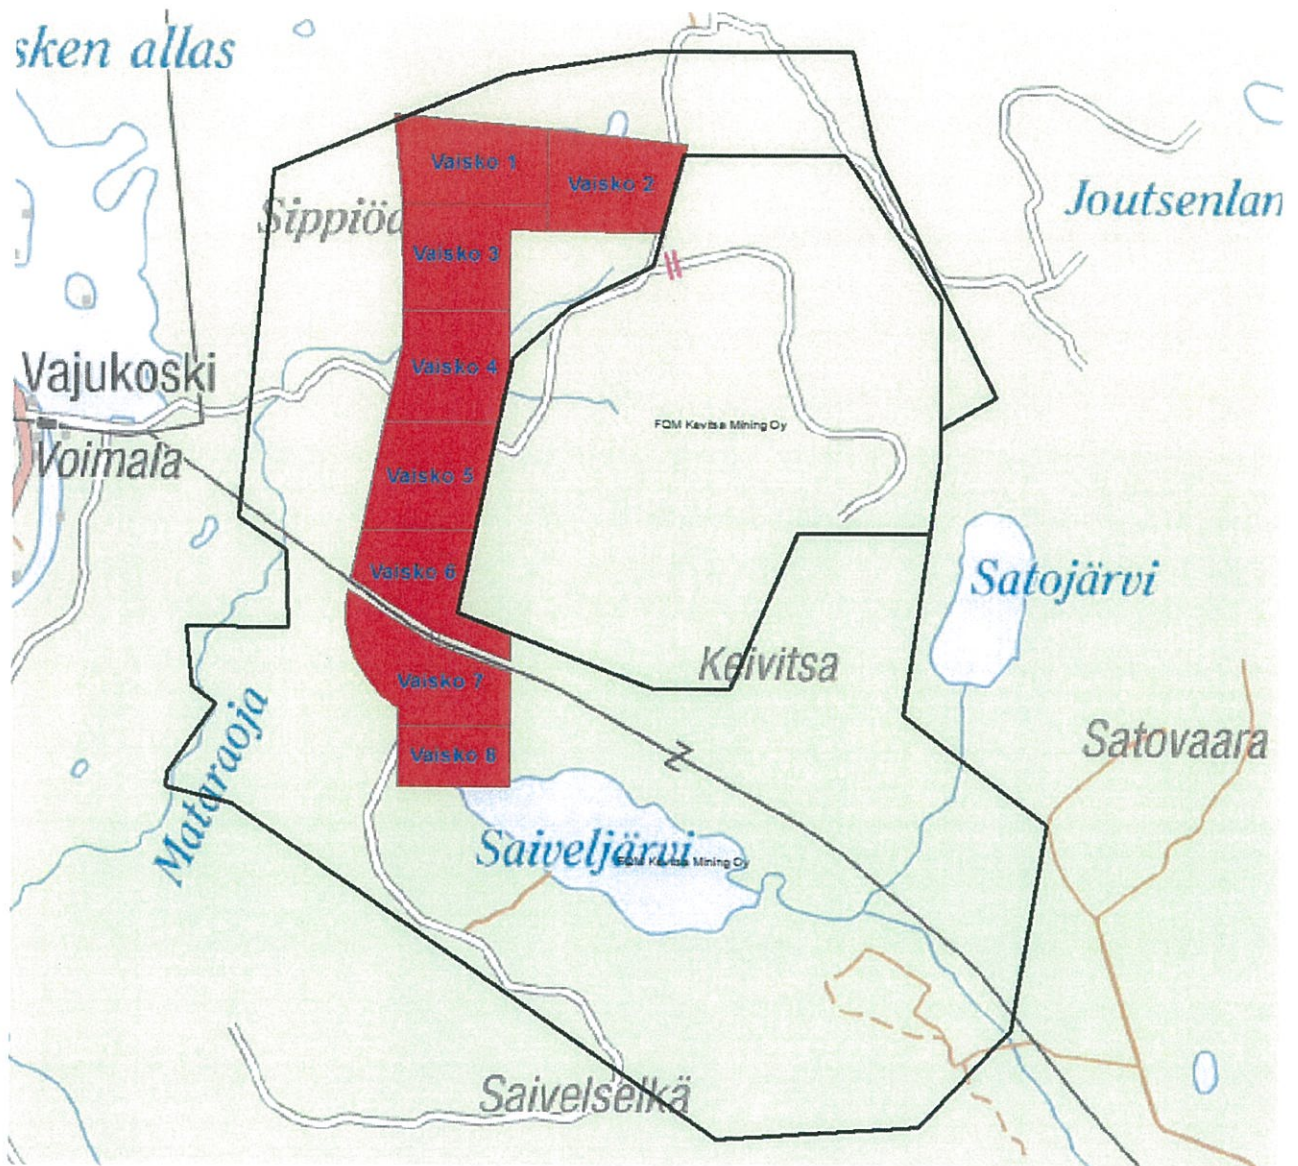 sken allas
Vaisko 1
Vaisko 2
Joutsenlan
Sippiöa
Vaisko 3
Vaisko 4
Vajukoski
FQM Kevitsa Mining Oy
Voimala
Vaisko 5
Vaisko 6
Satojärvi
Keivitsa
Vaisko 7
Mataraoja
Satovaara
Vaisko 8
Saiveljärvi
FQM Kevitsa Mining Oy
Saivelselkä